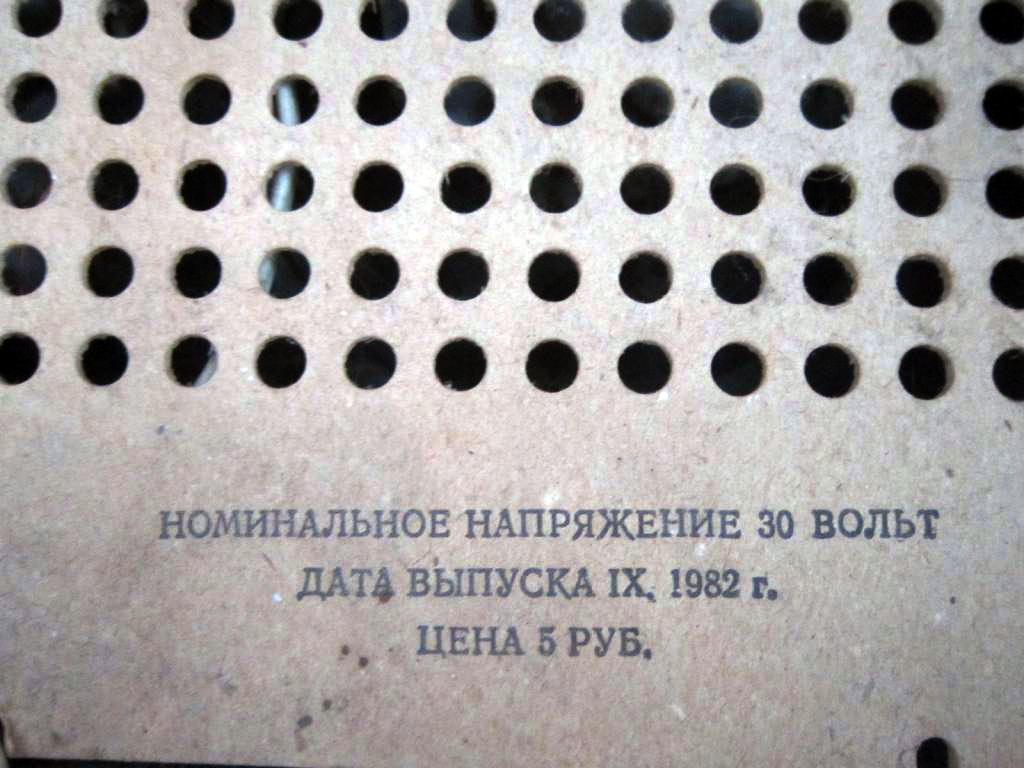 НОМИНАЛЬНОЕ НАПРЯЖЕНИЕ 30 ВОЛЬТ
ДАТА ВЫПУСКА IX. 1982 г.
ЦЕНА 5 РУБ.